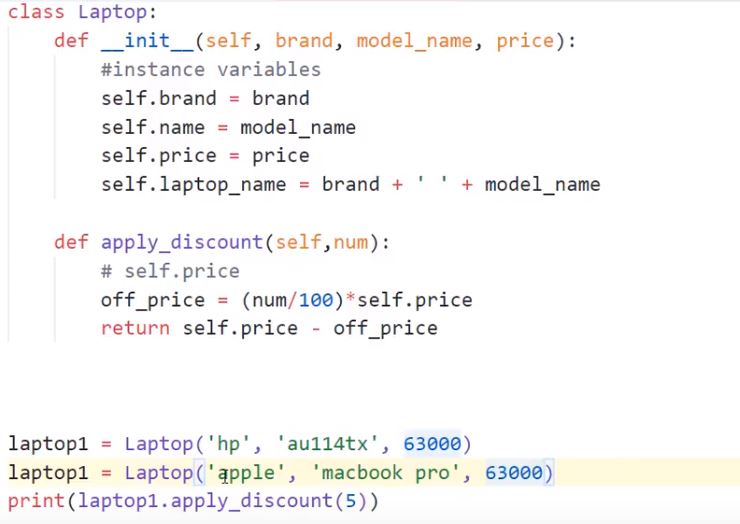 class Laptop:
    def __init__(self, brand, model_name, price):
        #instance variables
        self.brand = brand
        self.name = model_name
        self.price = price
        self.laptop_name = brand + ' ' + model_name
    def apply_discount(self,num):
        # self.price
        off_price = (num/100)*self.price
        return self.price - off_price
laptop1 = Laptop('hp', 'au114tx', 63000)
laptop1 = Laptop('apple', 'macbook pro', 63000)
print(laptop1.apply_discount(5))